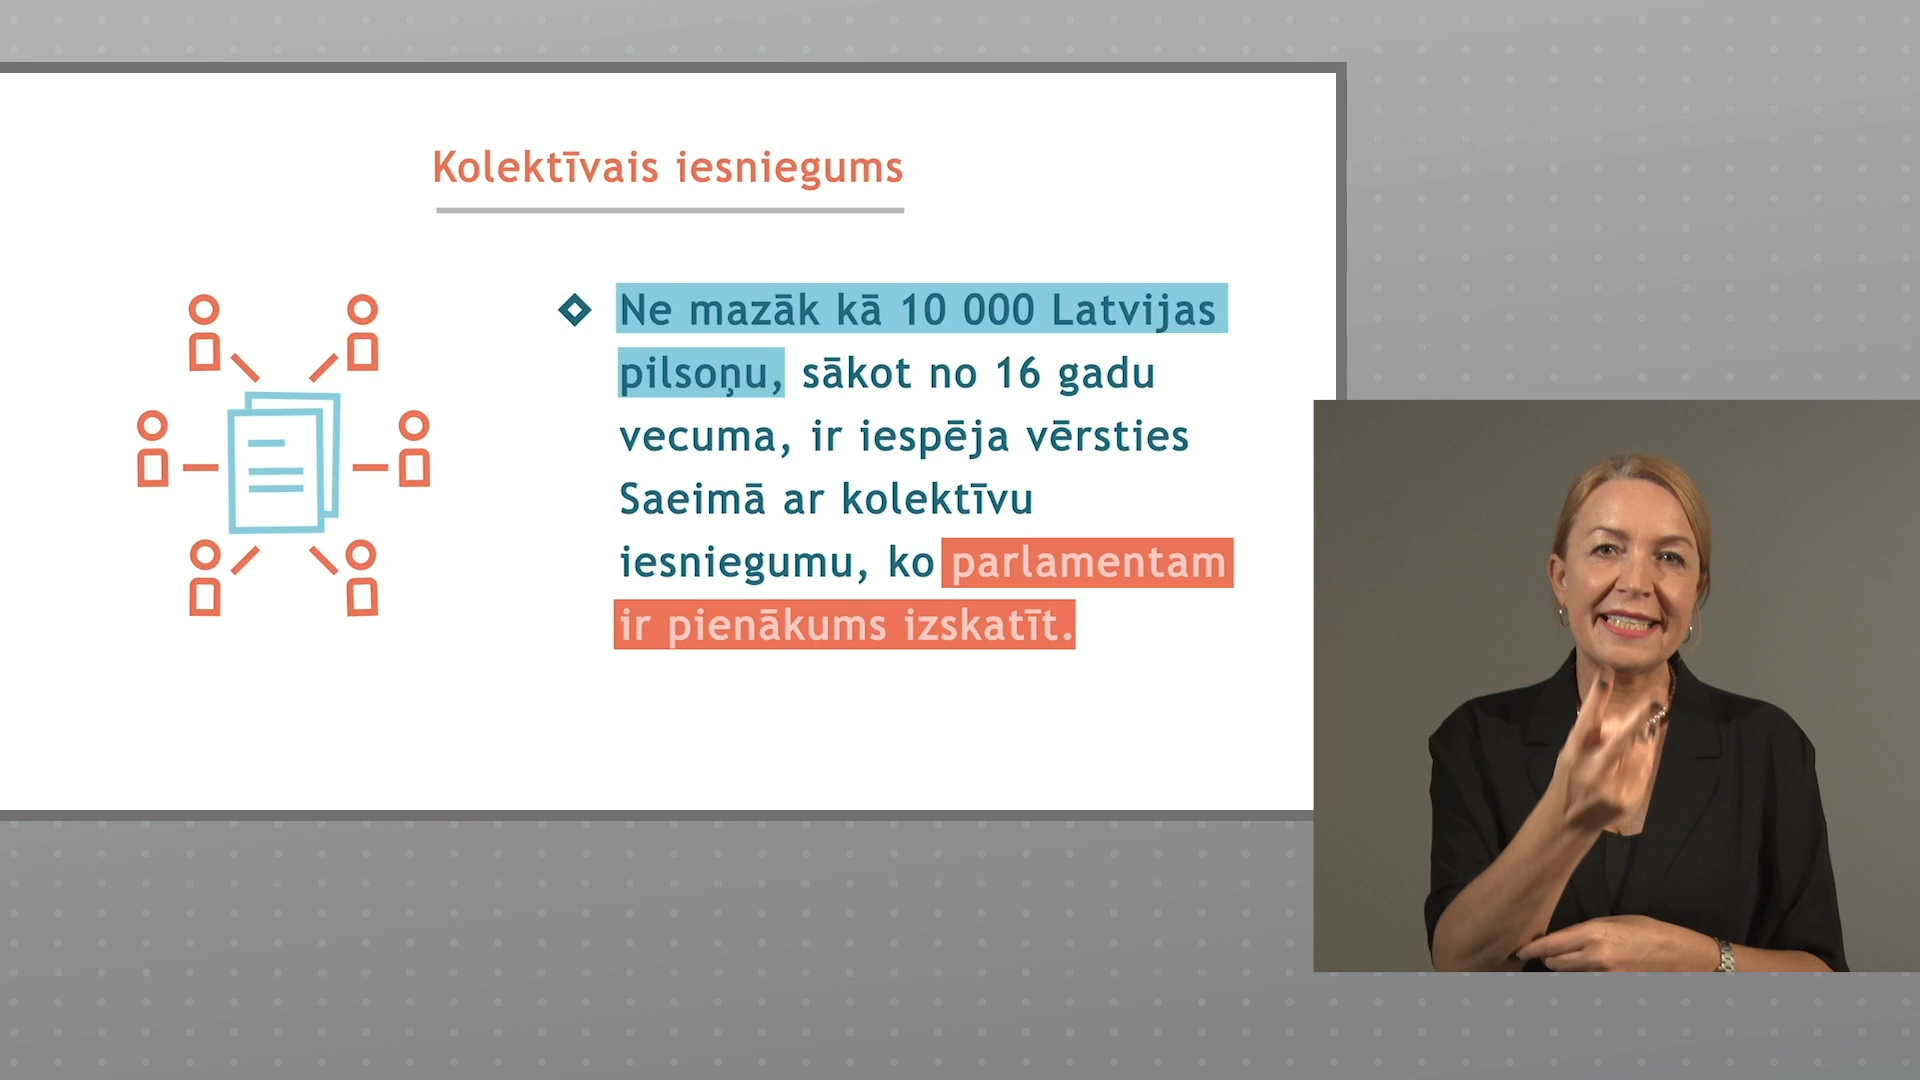 Kolektīvais iesniegums
Ne mazāk kā 10 000 Latvijas
pilsoņu, sākot no 16 gadu
vecuma, ir iespēja vērsties
Saeimā ar kolektīvu
iesniegumu, ko parlamentam
ir pienākums izskatīt.